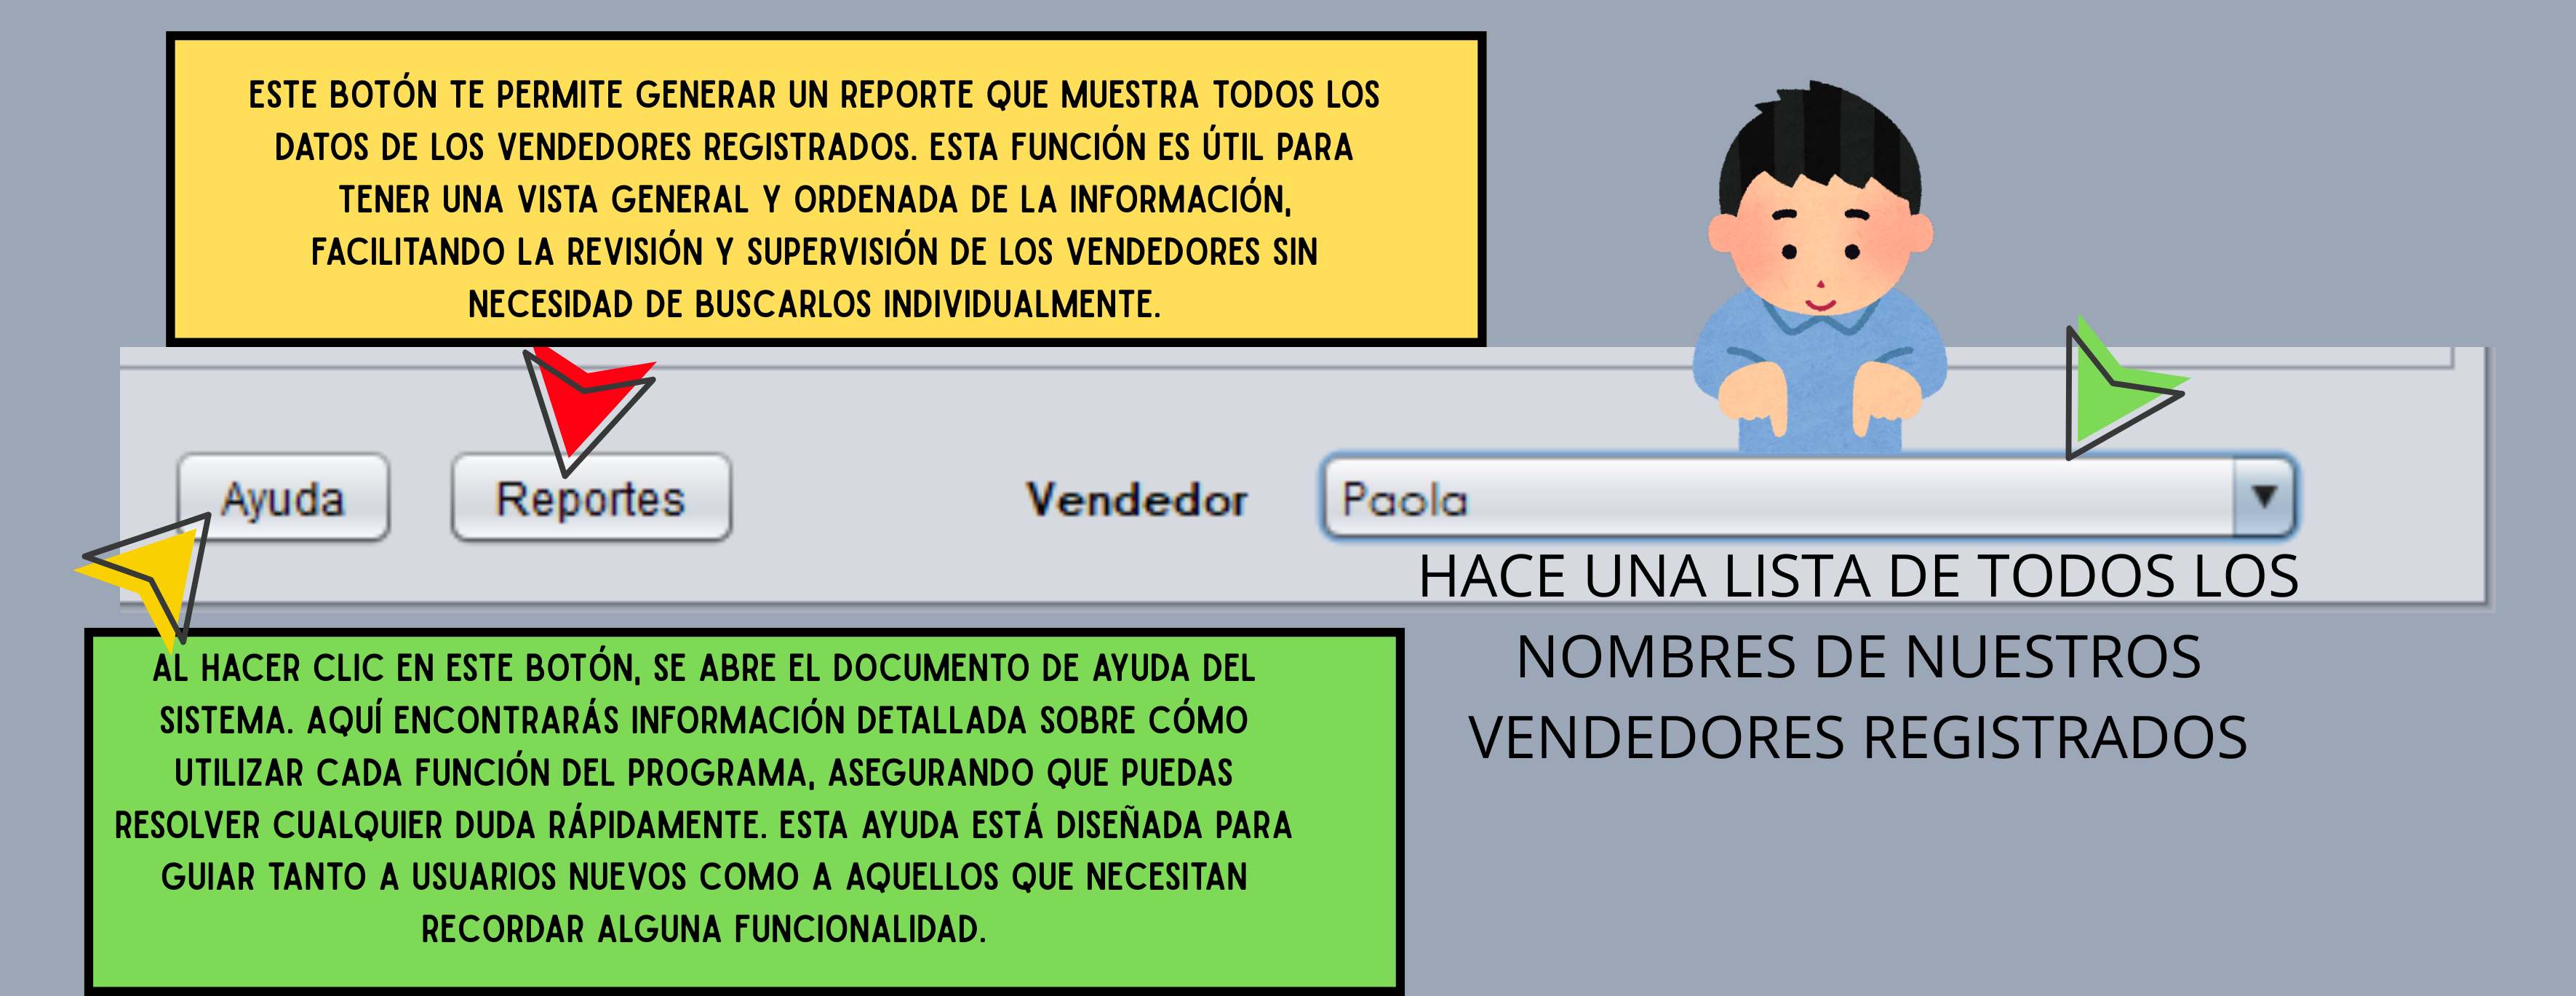 ESTE BOTÓN TE PERMITE GENERAR UN REPORTE QUE MUESTRA TODOS LOS
DATOS DE LOS VENDEDORES REGISTRADOS. ESTA FUNCIÓN ES ÚTIL PARA
TENER UNA VISTA GENERAL Y ORDENADA DE LA INFORMACIÓN,
FACILITANDO LA REVISIÓN Y SUPERVISIÓN DE LOS VENDEDORES SIN
NECESIDAD DE BUSCARLOS INDIVIDUALMENTE.
Ayuda
Reportes
Vendedor
Paola
HACE UNA LISTA DE TODOS LOS
NOMBRES DE NUESTROS
VENDEDORES REGISTRADOS
AL HACER CLIC EN ESTE BOTÓN, SE ABRE EL DOCUMENTO DE AYUDA DEL
SISTEMA. AQUÍ ENCONTRARÁS INFORMACIÓN DETALLADA SOBRE CÓMO
UTILIZAR CADA FUNCIÓN DEL PROGRAMA, ASEGURANDO QUE PUEDAS
RESOLVER CUALQUIER DUDA RÁPIDAMENTE. ESTA AYUDA ESTÁ DISEÑADA PARA
GUIAR TANTO A USUARIOS NUEVOS COMO A AQUELLOS QUE NECESITAN
RECORDAR ALGUNA FUNCIONALIDAD.